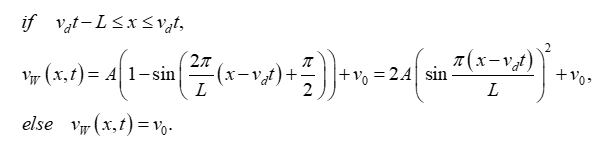 if v_d t − L ≤ x ≤ v_d t,
v_W (x,t) = A(1−sin(2π/L (x−v_d t)+π/2))+v_0 = 2A(sin π(x−v_d t)/L)^2 +v_0,
else v_W (x,t) = v_0.